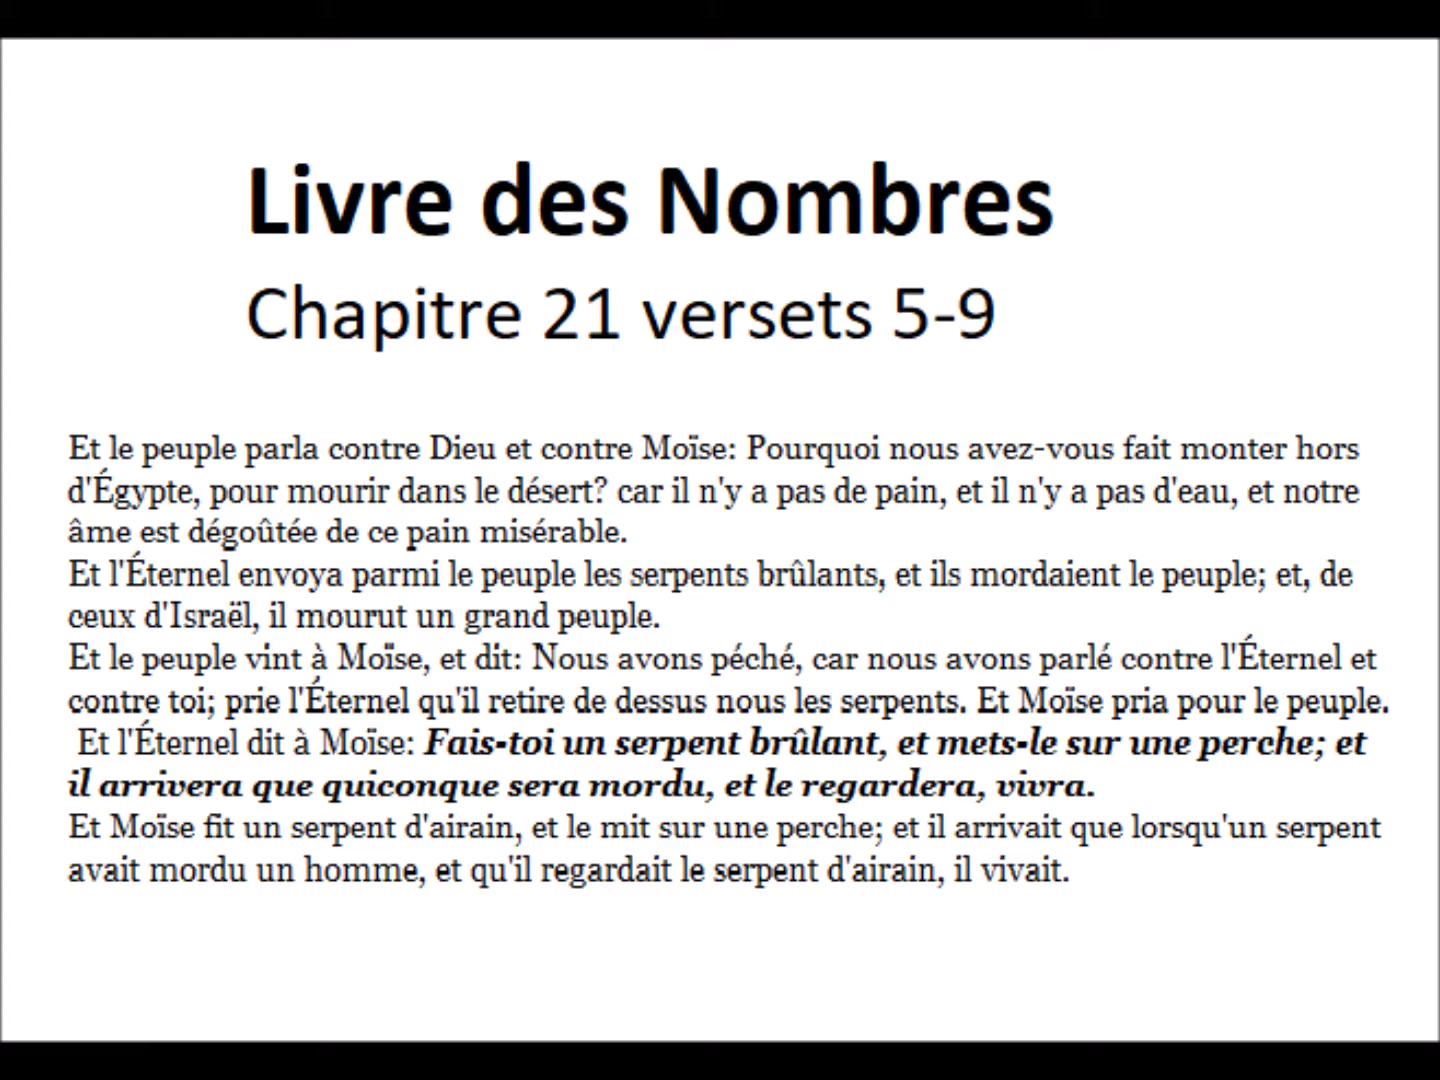 Livre des Nombres
Chapitre 21 versets 5-9
Et le peuple parla contre Dieu et contre Moïse: Pourquoi nous avez-vous fait monter hors
d'Égypte, pour mourir dans le désert? car il n'y a pas de pain, et il n'y a pas d'eau, et notre
âme est dégoûtée de ce pain misérable.
Et l'Éternel envoya parmi le peuple les serpents brûlants, et ils mordaient le peuple; et, de
ceux d'Israël, il mourut un grand peuple.
Et le peuple vint à Moïse, et dit: Nous avons péché, car nous avons parlé contre l'Éternel et
contre toi; prie l'Éternel qu'il retire de dessus nous les serpents. Et Moïse pria pour le peuple.
Et l'Éternel dit à Moïse: Fais-toi un serpent brûlant, et mets-le sur une perche; et
il arrivera que quiconque sera mordu, et le regardera, vivra.
Et Moïse fit un serpent d'airain, et le mit sur une perche; et il arrivait que lorsqu'un serpent
avait mordu un homme, et qu'il regardait le serpent d'airain, il vivait.